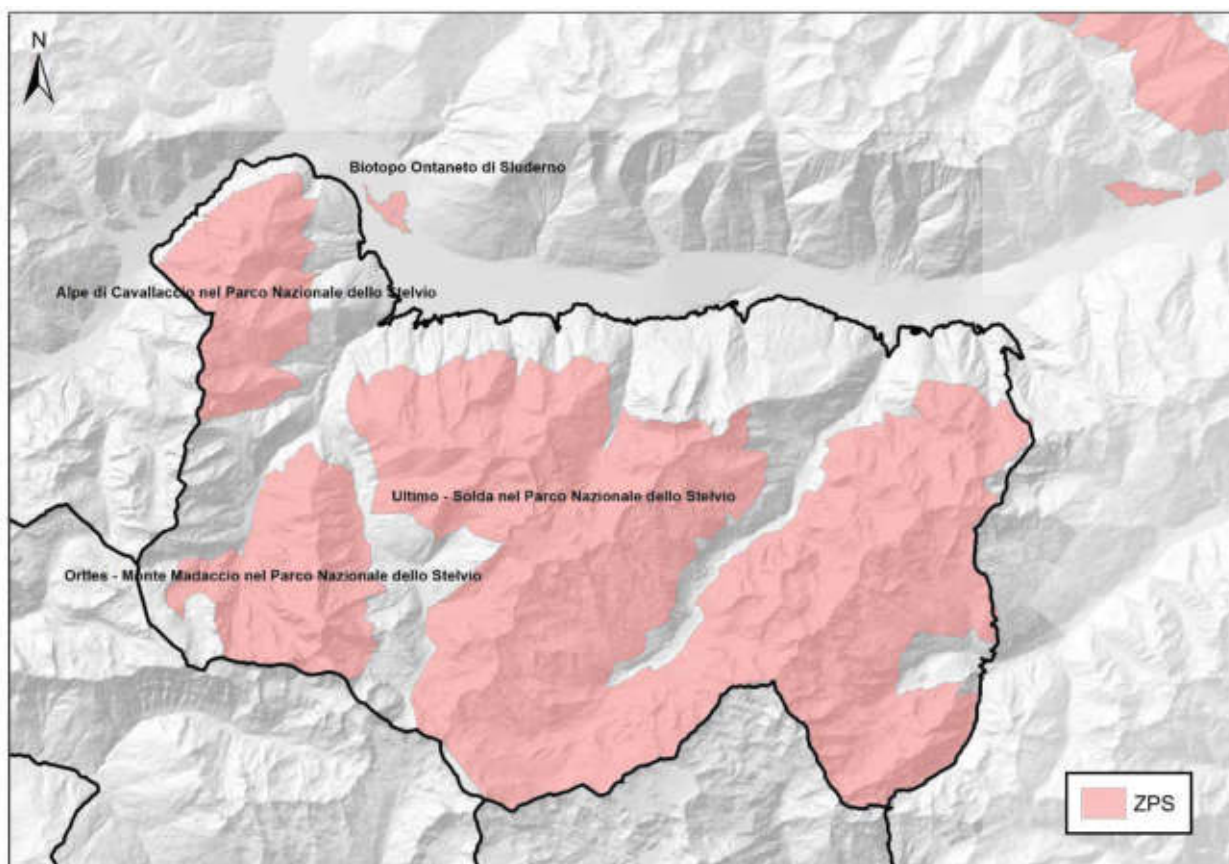 N
Biotopo Ontaneto di Sluderno
Alpe di Cavallaccio nel Parco Nazionale dello Stelvio
Ultimo - Solda nel Parco Nazionale dello Stelvio
Ortles - Monte Madaccio nel Parco Nazionale dello Stelvio
ZPS